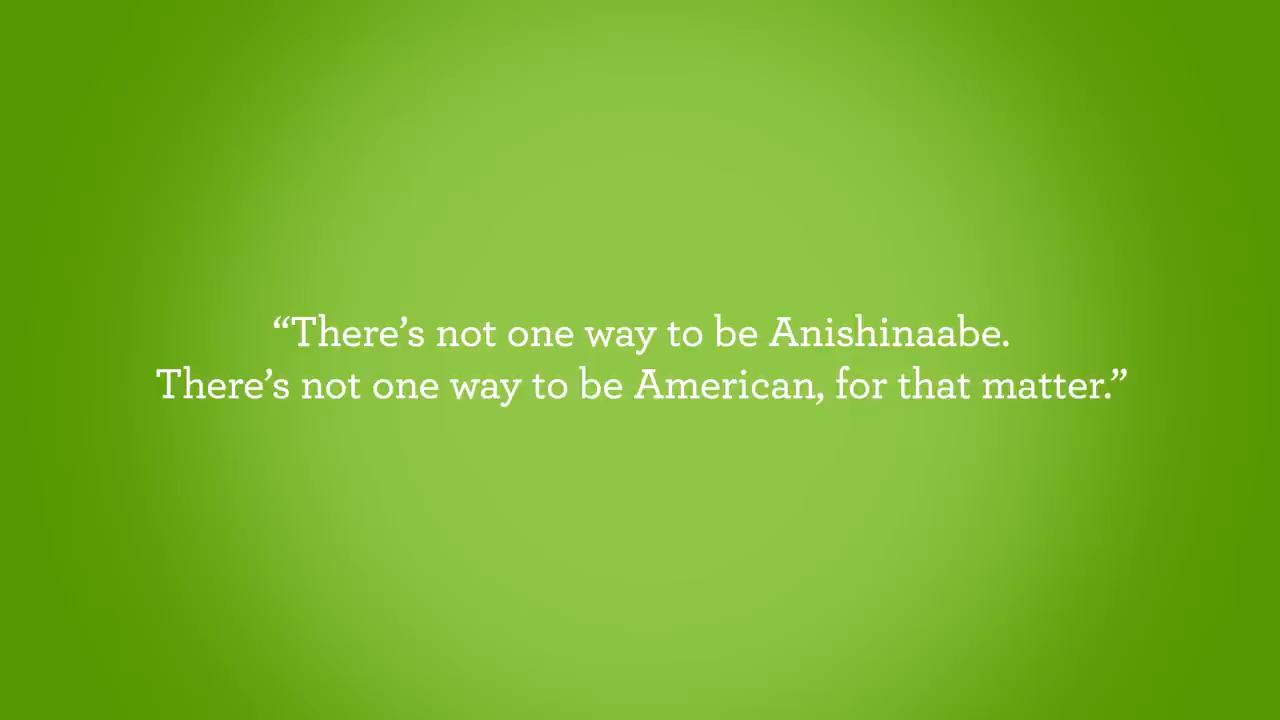 “There’s not one way to be Anishinaabe.
There’s not one way to be American, for that matter.”